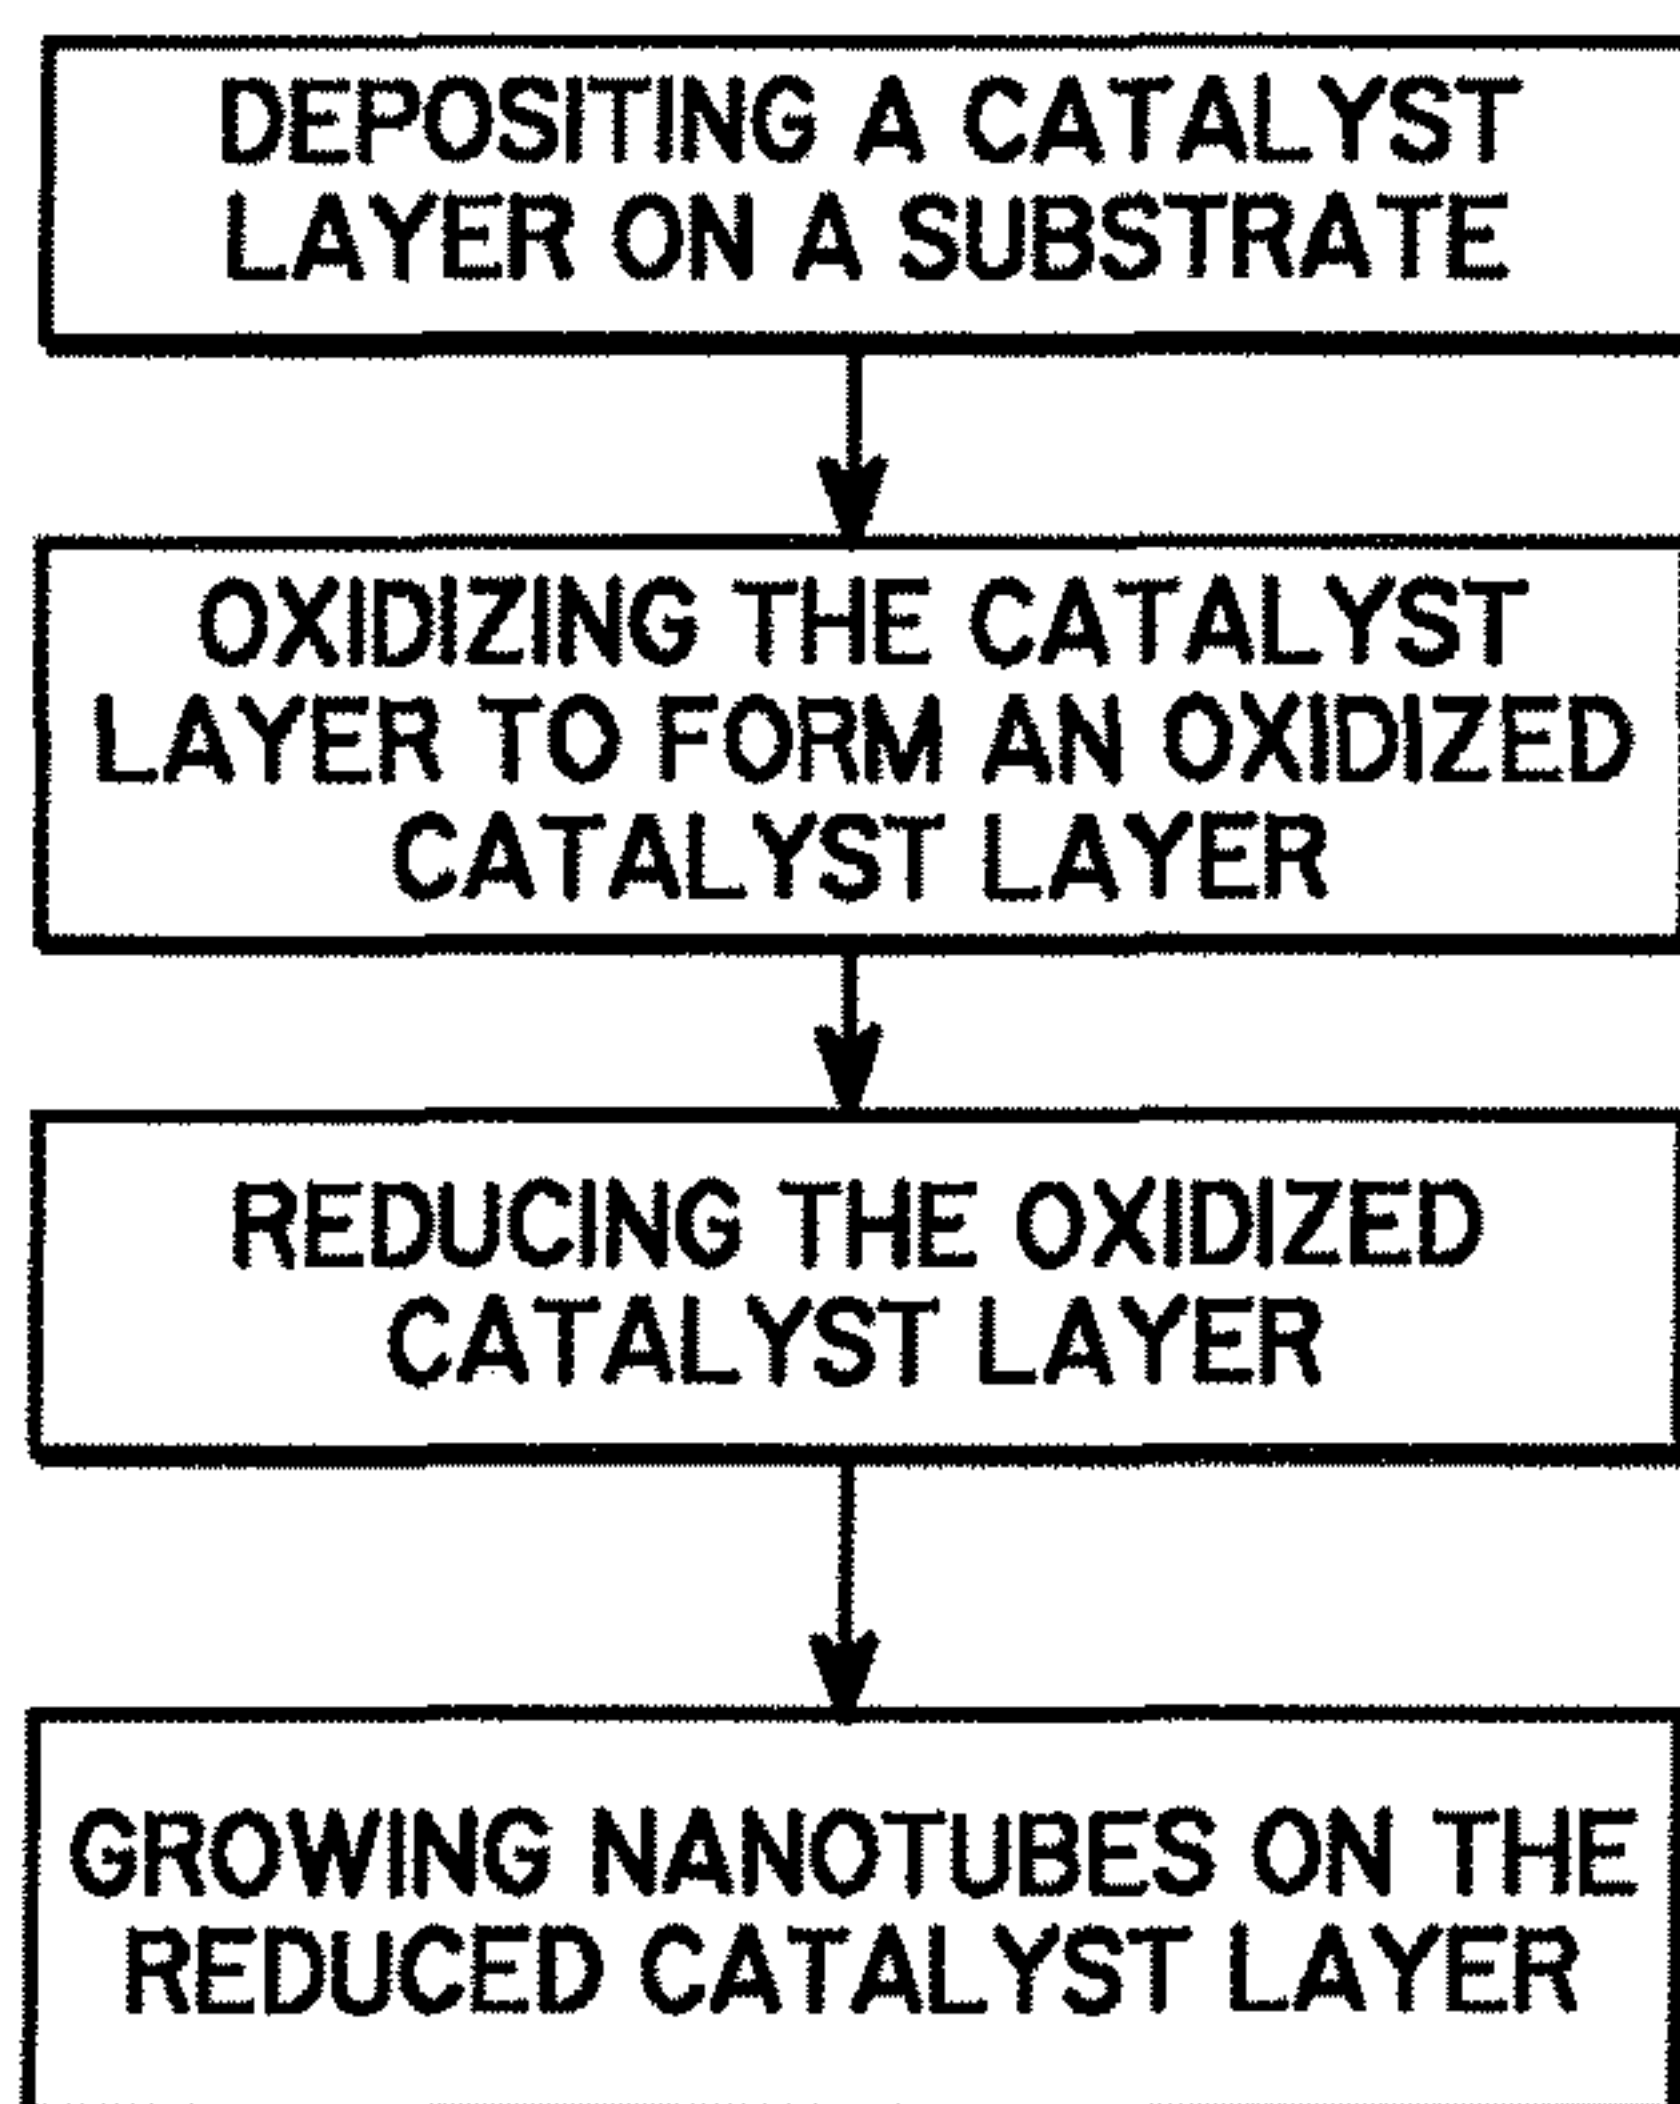 DEPOSITING A CATALYST
LAYER ON A SUBSTRATE
OXIDIZING THE CATALYST
LAYER TO FORM AN OXIDIZED
CATALYST LAYER
REDUCING THE OXIDIZED
CATALYST LAYER
GROWING NANOTUBES ON THE
REDUCED CATALYST LAYER